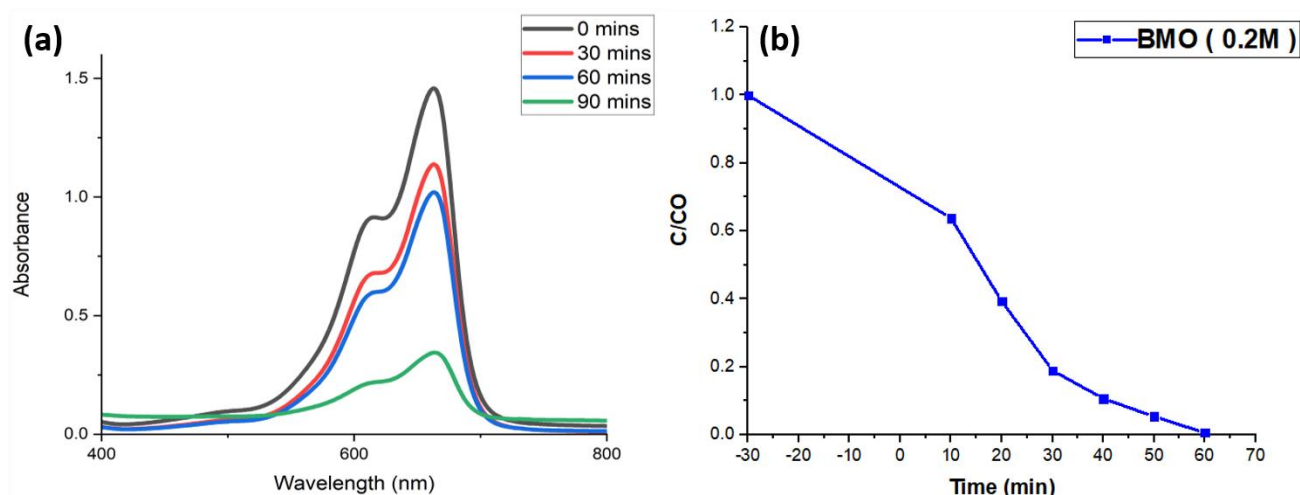 (a)
0 mins
30 mins
60 mins
90 mins
1.5
1.0
0.5
0.0
Absorbance
400
600
800
Wavelength (nm)
(b)
BMO ( 0.2M )
1.2
1.0
0.8
0.6
0.4
0.2
0.0
C/CO
-30 -20 -10 0 10 20 30 40 50 60 70
Time (min)